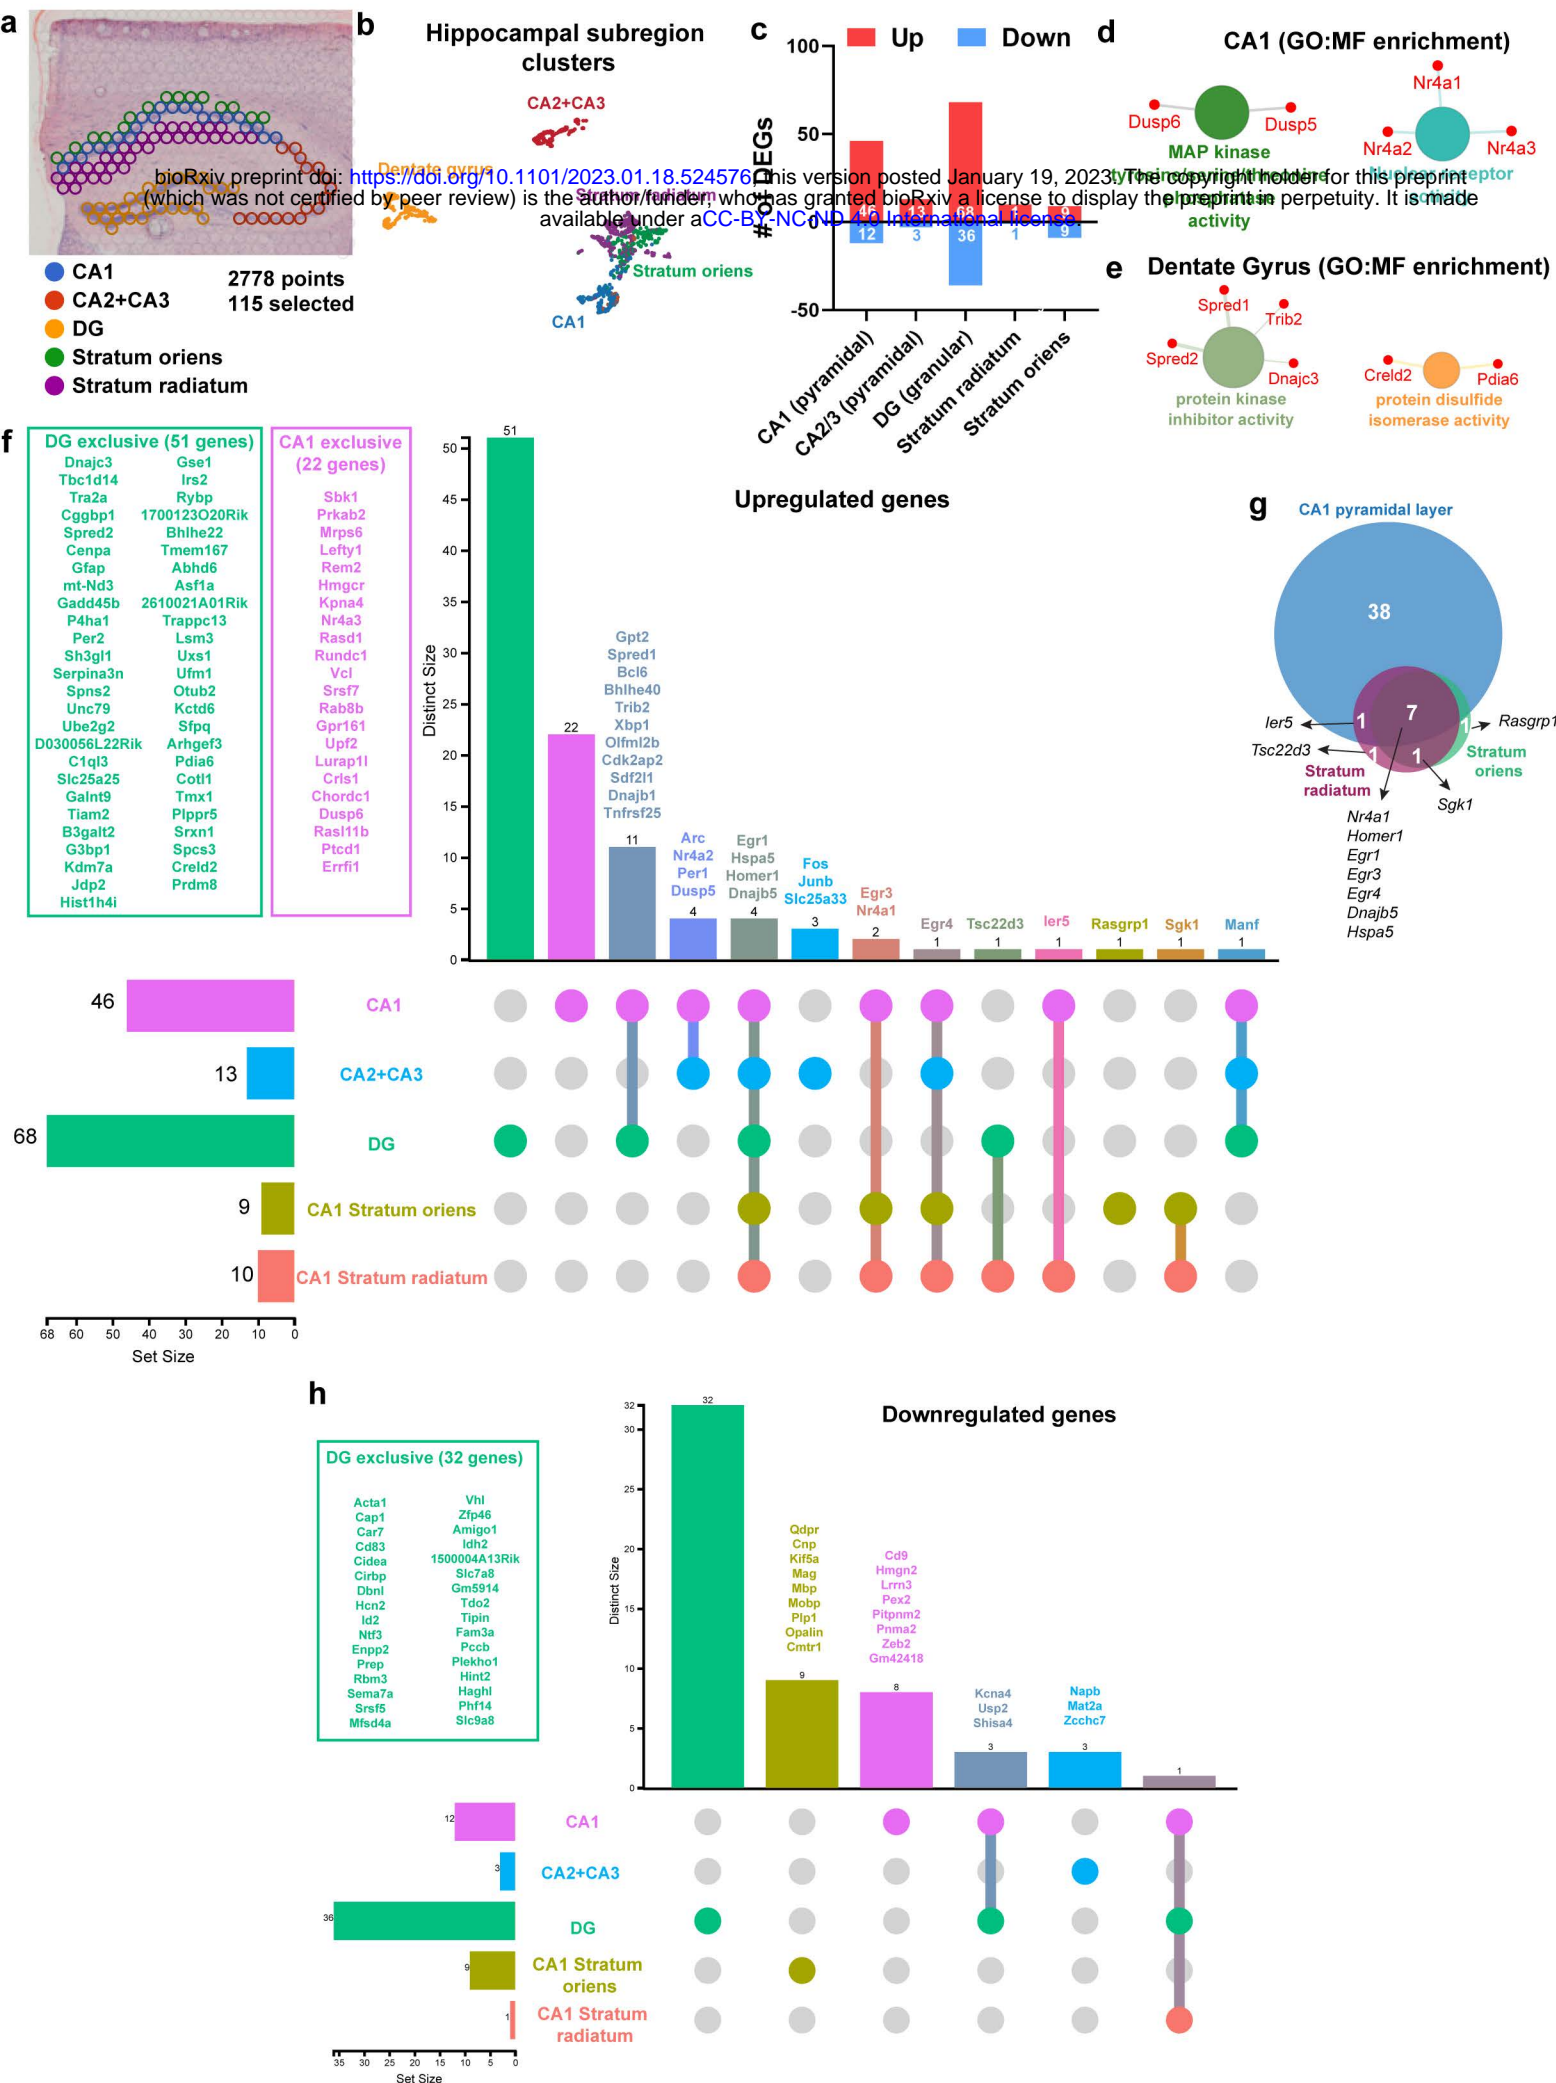 a
b
Hippocampal subregion
clusters
CA2+CA3
Dentate gyrus
Stratum radiatum
Stratum oriens
CA1
CA1
CA2+CA3
DG
Stratum oriens
Stratum radiatum
2778 points
115 selected
c
Up
Down
# of DEGs
100
50
0
-50
46
13
68
9
12
3
36
1
9
CA1 (pyramidal)
CA2/3 (pyramidal)
DG (granular)
Stratum radiatum
Stratum oriens
d
CA1 (GO:MF enrichment)
Dusp6
Dusp5
MAP kinase
tyrosine/serine/threonine
phosphatase
activity
Nr4a1
Nr4a2
Nr4a3
Nuclear receptor
activity
bioRxiv preprint doi: https://doi.org/10.1101/2023.01.18.524576; this version posted January 19, 2023. The copyright holder for this preprint
(which was not certified by peer review) is the author/funder, who has granted bioRxiv a license to display the preprint in perpetuity. It is made
available under aCC-BY-NC-ND 4.0 International license.
e
Dentate Gyrus (GO:MF enrichment)
Spred1
Trib2
Spred2
Dnajc3
protein kinase
inhibitor activity
Creld2
Pdia6
protein disulfide
isomerase activity
f
DG exclusive (51 genes)
Dnajc3
Tbc1d14
Tra2a
Cggbp1
Spred2
Cenpa
Gfap
mt-Nd3
Gadd45b
P4ha1
Per2
Sh3gl1
Serpina3n
Spns2
Unc79
Ube2g2
D030056L22Rik
C1ql3
Slc25a25
Galnt9
Tiam2
B3galt2
G3bp1
Kdm7a
Jdp2
Hist1h4i
Gse1
Irs2
Rybp
1700123O20Rik
Bhlhe22
Tmem167
Abhd6
Asf1a
2610021A01Rik
Trappc13
Lsm3
Uxs1
Ufm1
Otub2
Kctd6
Sfpq
Arhgef3
Pdia6
Cotl1
Tmx1
Plppr5
Srxn1
Spcs3
Creld2
Prdm8
CA1 exclusive
(22 genes)
Sbk1
Prkab2
Mrps6
Lefty1
Rem2
Hmgcr
Kpna4
Nr4a3
Rasd1
Rundc1
Vcl
Srsf7
Rab8b
Gpr161
Upf2
Lurap1l
Crls1
Chordc1
Dusp6
Rasl11b
Ptcd1
Errfi1
Upregulated genes
Distinct Size
50
45
40
35
30
25
20
15
10
5
0
51
22
Gpt2
Spred1
Bcl6
Bhlhe40
Trib2
Xbp1
Olfml2b
Cdk2ap2
Sdf2l1
Dnajb1
Tnfrsf25
11
Arc
Nr4a2
Per1
Dusp5
4
Egr1
Hspa5
Homer1
Dnajb5
4
Fos
Junb
Slc25a33
3
Egr3
Nr4a1
2
Egr4
1
Tsc22d3
1
Ier5
1
Rasgrp1
1
Sgk1
1
Manf
1
46
CA1
13
CA2+CA3
68
DG
9
CA1 Stratum oriens
10
CA1 Stratum radiatum
68
60
50
40
30
20
10
0
Set Size
g
CA1 pyramidal layer
38
7
1
1
1
1
Ier5
Tsc22d3
Rasgrp1
Stratum
radiatum
Stratum
oriens
Sgk1
Nr4a1
Homer1
Egr1
Egr3
Egr4
Dnajb5
Hspa5
h
DG exclusive (32 genes)
Acta1
Cap1
Car7
Cd83
Cidea
Cirbp
Dbnl
Hcn2
Id2
Ntf3
Enpp2
Prep
Rbm3
Sema7a
Srsf5
Mfsd4a
Vhl
Zfp46
Amigo1
Idh2
1500004A13Rik
Slc7a8
Gm5914
Tdo2
Tipin
Fam3a
Pccb
Plekho1
Hint2
Haghl
Phf14
Slc9a8
Downregulated genes
Distinct Size
32
30
25
20
15
10
5
0
32
Qdpr
Cnp
Kif5a
Mag
Mbp
Mobp
Plp1
Opalin
Cmtr1
9
Cd9
Hmgn2
Lrrn3
Pex2
Pitpnm2
Pnma2
Zeb2
Gm42418
8
Kcna4
Usp2
Shisa4
3
Napb
Mat2a
Zcchc7
3
1
12
CA1
3
CA2+CA3
36
DG
9
CA1 Stratum
oriens
1
CA1 Stratum
radiatum
35
30
25
20
15
10
5
0
Set Size